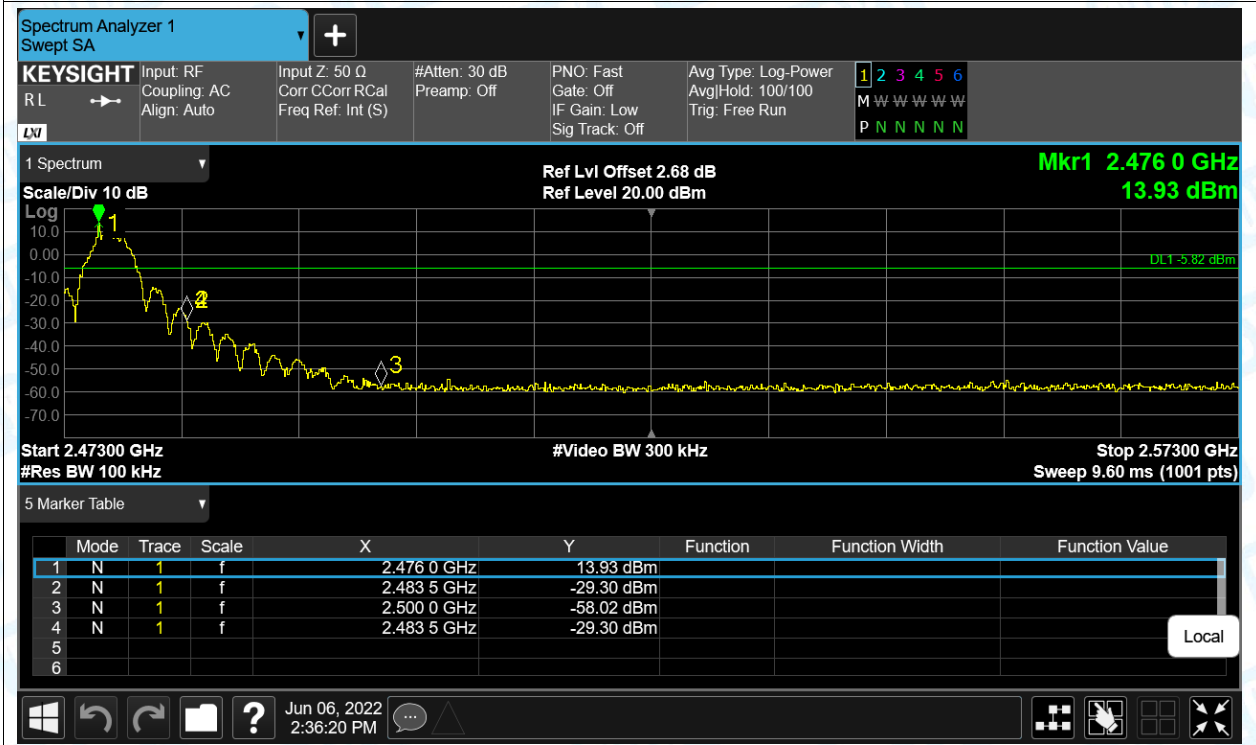 Spectrum Analyzer 1
Swept SA
+
KEYSIGHT
R L
LXI
Input: RF
Coupling: AC
Align: Auto
Input Z: 50 Ω
Corr CCorr RCal
Freq Ref: Int (S)
#Atten: 30 dB
Preamp: Off
PNO: Fast
Gate: Off
IF Gain: Low
Sig Track: Off
Avg Type: Log-Power
Avg|Hold: 100/100
Trig: Free Run
1 2 3 4 5 6
M W W W W W
P N N N N N
1 Spectrum
Scale/Div 10 dB
Ref Lvl Offset 2.68 dB
Ref Level 20.00 dBm
Mkr1 2.476 0 GHz
13.93 dBm
Log
10.0
0.00
-10.0
-20.0
-30.0
-40.0
-50.0
-60.0
-70.0
1
2
3
DL1 -5.82 dBm
Start 2.47300 GHz
#Res BW 100 kHz
#Video BW 300 kHz
Stop 2.57300 GHz
Sweep 9.60 ms (1001 pts)
5 Marker Table
Mode Trace Scale X Y Function Function Width Function Value
1 N 1 f 2.476 0 GHz 13.93 dBm
2 N 1 f 2.483 5 GHz -29.30 dBm
3 N 1 f 2.500 0 GHz -58.02 dBm
4 N 1 f 2.483 5 GHz -29.30 dBm
5
6
Local
?
Jun 06, 2022
2:36:20 PM